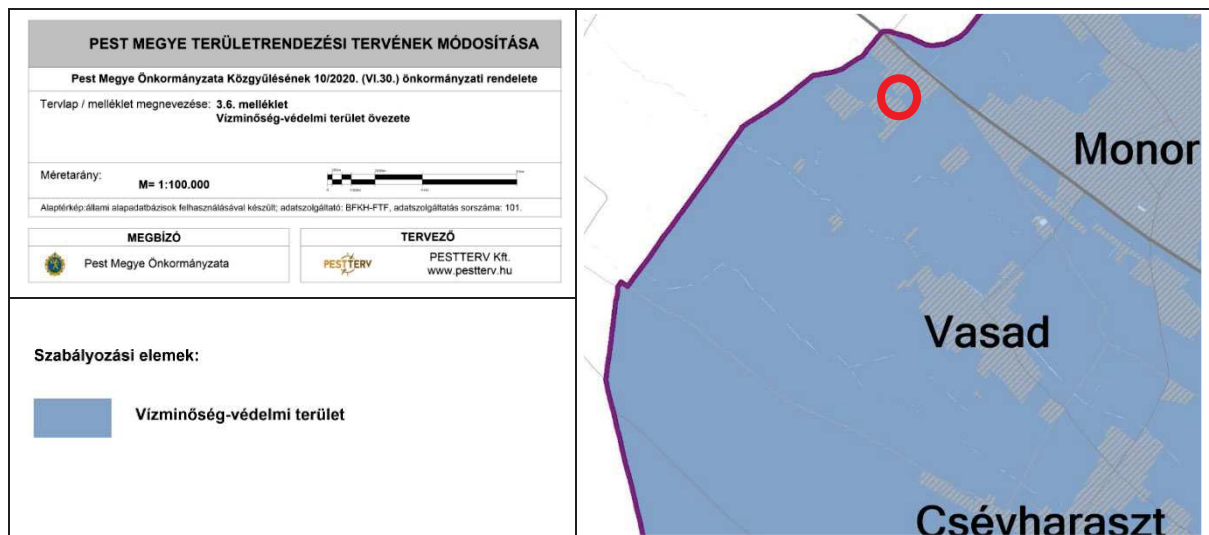 PEST MEGYE TERÜLETRENDEZÉSI TERVÉNEK MÓDOSÍTÁSA
Pest Megye Önkormányzata Közgyűlésének 10/2020. (VI.30.) önkormányzati rendelete
Tervlap / melléklet megnevezése: 3.6. melléklet
Vízminőség-védelmi terület övezete
Méretarány:
M= 1:100.000
Alaptérkép:állami alapadatbázisok felhasználásával készült; adatszolgáltató: BFKH-FTF, adatszolgáltatás sorszáma: 101.
MEGBÍZÓ
Pest Megye Önkormányzata
TERVEZŐ
PESTTERV
PESTTERV Kft.
www.pestterv.hu
Szabályozási elemek:
Vízminőség-védelmi terület
Monor
Vasad
Csévharaszt